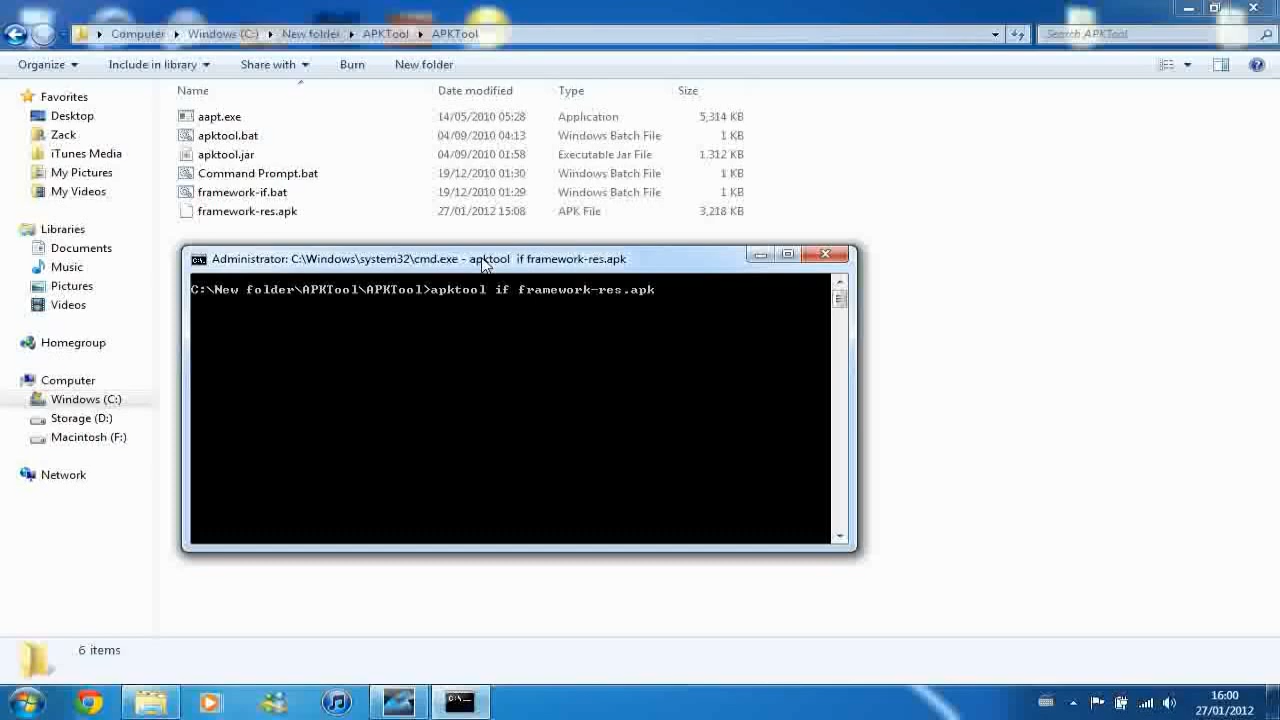 Computer Windows (C:) New folder APKTool APKTool Search APKTool
Organize Include in library Share with Burn New folder
Name Date modified Type Size
Favorites
Desktop
Zack
iTunes Media
My Pictures
My Videos
Libraries
Documents
Music
Pictures
Videos
Homegroup
Computer
Windows (C:)
Storage (D:)
Macintosh (F:)
Network
aapt.exe 14/05/2010 05:28 Application 5,314 KB
apktool.bat 04/09/2010 04:13 Windows Batch File 1 KB
apktool.jar 04/09/2010 01:58 Executable Jar File 1,312 KB
Command Prompt.bat 19/12/2010 01:30 Windows Batch File 1 KB
framework-if.bat 19/12/2010 01:29 Windows Batch File 1 KB
framework-res.apk 27/01/2012 15:08 APK File 3,218 KB
Administrator: C:\Windows\system32\cmd.exe - apktool if framework-res.apk
C:\New folder\APKTool\APKTool>apktool if framework-res.apk
6 items
16:00
27/01/2012